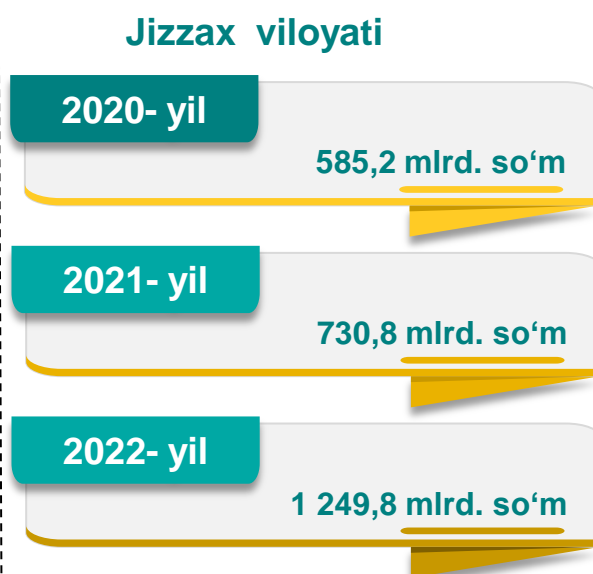 Jizzax viloyati
2020- yil
585,2 mlrd. so‘m
2021- yil
730,8 mlrd. so‘m
2022- yil
1 249,8 mlrd. so‘m